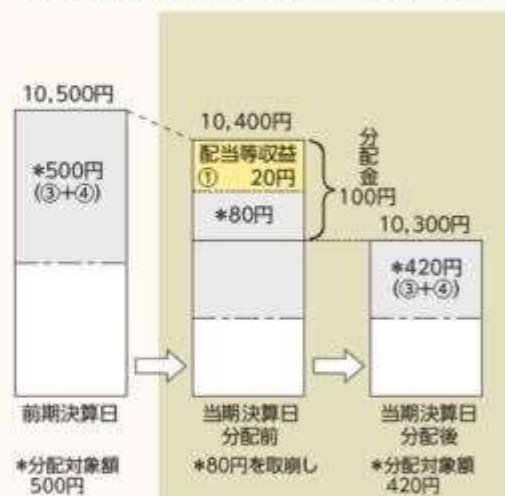 10,500円
*500円
(③+④)
前期決算日
*分配対象額
500円
10,400円
配当等収益
① 20円
*80円
分配金
100円
当期決算日
分配前
*80円を取崩し
10,300円
*420円
(③+④)
当期決算日
分配後
*分配対象額
420円